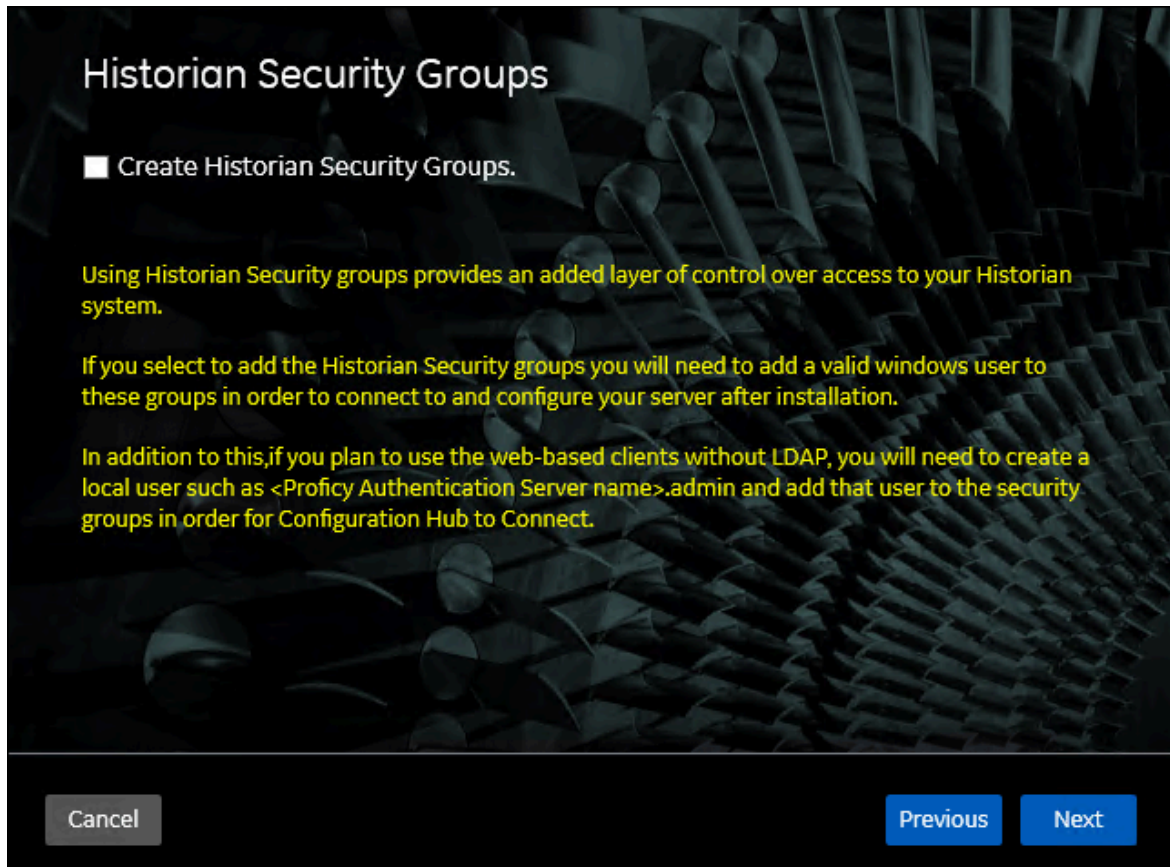 Historian Security Groups
Create Historian Security Groups.
Using Historian Security groups provides an added layer of control over access to your Historian
system.
If you select to add the Historian Security groups you will need to add a valid windows user to
these groups in order to connect to and configure your server after installation.
In addition to this,if you plan to use the web-based clients without LDAP, you will need to create a
local user such as <Proficy Authentication Server name>.admin and add that user to the security
groups in order for Configuration Hub to Connect.
Cancel
Previous
Next